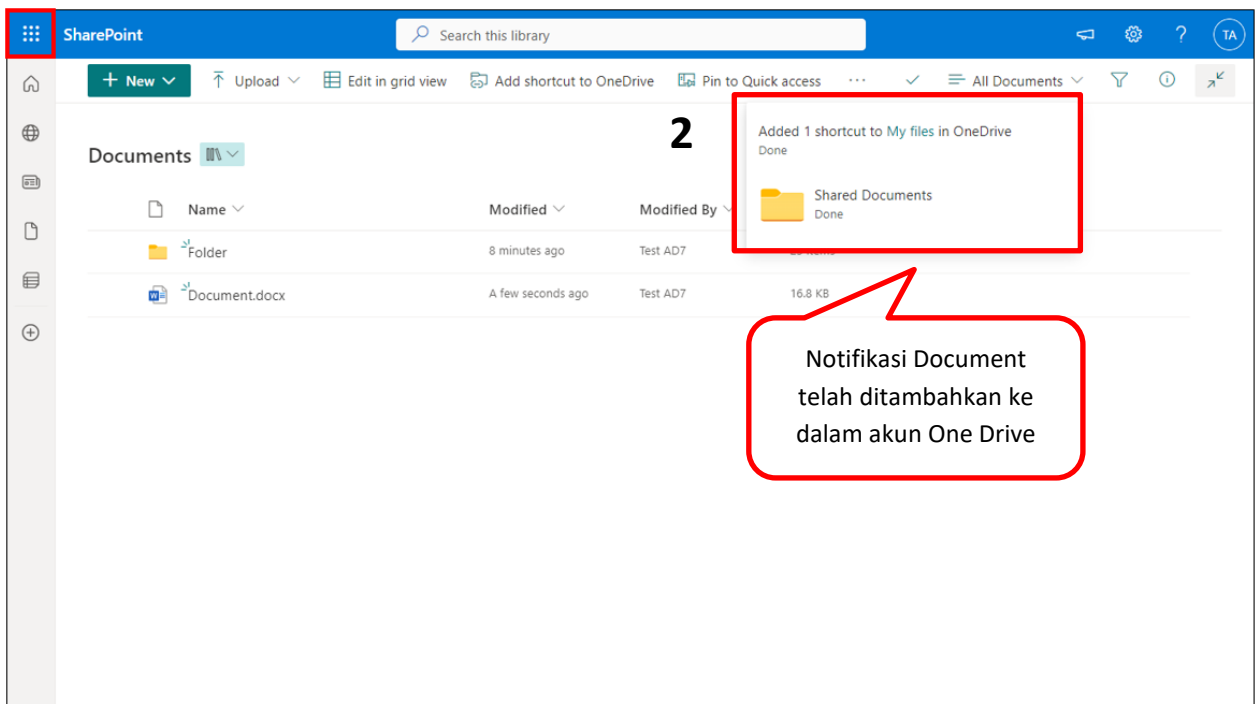 SharePoint
Search this library
?
TA
+ New
Upload
Edit in grid view
Add shortcut to OneDrive
Pin to Quick access
...
All Documents
2
Added 1 shortcut to My files in OneDrive
Done
Shared Documents
Done
Documents
Name
Modified
Modified By
Folder
8 minutes ago
Test AD7
Document.docx
A few seconds ago
Test AD7
16.8 KB
Notifikasi Document
telah ditambahkan ke
dalam akun One Drive